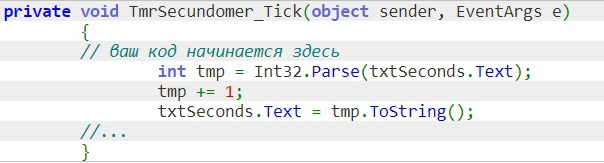 private void TmrSecundomer_Tick(object sender, EventArgs e)
{
// ваш код начинается здесь
int tmp = Int32.Parse(txtSeconds.Text);
tmp += 1;
txtSeconds.Text = tmp.ToString();
//...
}